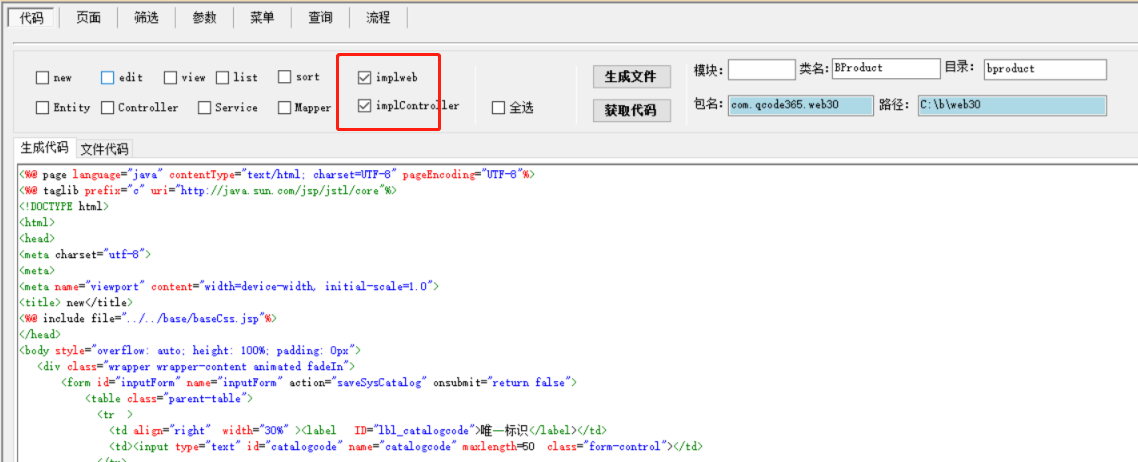 代码 页面 筛选 参数 菜单 查询 流程
new edit view list sort implweb 生成文件 模块: 类名: BProduct 目录: bproduct
Entity Controller Service Mapper implController 全选 获取代码 包名: com.qcode365.web30 路径: C:\b\web30
生成代码 文件代码
<%@ page language="java" contentType="text/html; charset=UTF-8" pageEncoding="UTF-8"%>
<%@ taglib prefix="c" uri="http://java.sun.com/jsp/jstl/core"%>
<!DOCTYPE html>
<html>
<head>
<meta charset="utf-8">
<meta>
<meta name="viewport" content="width=device-width, initial-scale=1.0">
<title> new</title>
<%@ include file="../../base/baseCss.jsp"%>
</head>
<body style="overflow: auto; height: 100%; padding: 0px">
<div class="wrapper wrapper-content animated fadeIn">
<form id="inputForm" name="inputForm" action="saveSysCatalog" onsubmit="return false">
<table class="parent-table">
<tr >
<td align="right" width="30%" ><label ID="lbl_catalogcode">唯一标识</label></td>
<td><input type="text" id="catalogcode" name="catalogcode" maxlength=50 class="form-control"></td>